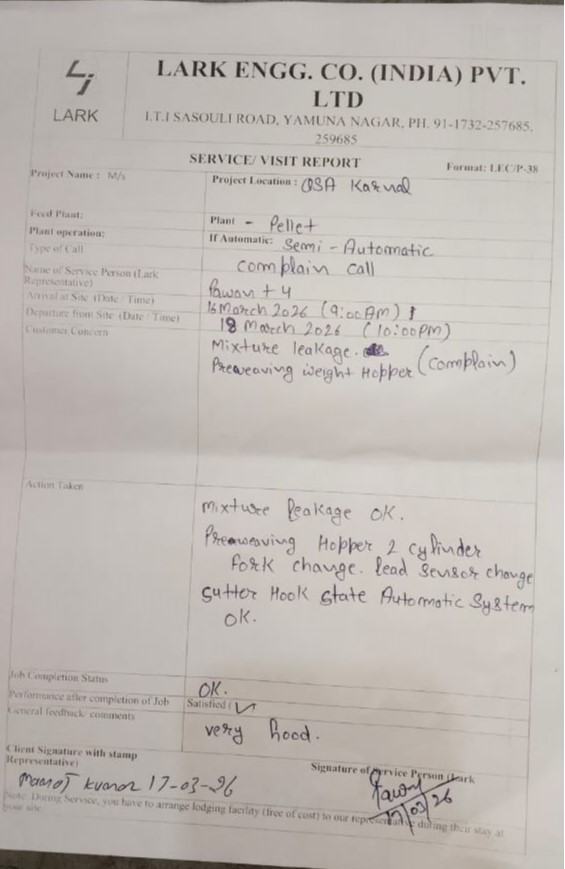 LARK
LARK ENGG. CO. (INDIA) PVT.
LTD
I.T.I SASOULI ROAD, YAMUNA NAGAR, PH. 91-1732-257685,
259685
SERVICE/ VISIT REPORT
Format: LEC/P-38
Project Name : M/s
Project Location : QSA Karnal
Feed Plant:
Plant - Pellet
Plant operation:
If Automatic: Semi - Automatic
Type of Call
complain call
Name of Service Person (Lark
Representative)
Pawan + 4
Arrival at Site (Date / Time)
16 March 2026 (9:00 AM)
Departure from Site (Date / Time)
18 March 2026 (10:00 PM)
Customer Concern
Mixture leakage.
Preweaving weight Hopper (complain)
Action Taken
mixture leakage OK.
Preweaving Hopper 2 cylinder
fork change. lead sensor change
Sutter Hook state Automatic System
OK.
Job Completion Status
OK.
Performance after completion of Job
Satisfied (✓
General feedback/ comments
very hood.
Client Signature with stamp
Representative)
Signature of Service Person (Lark
Manoj Kumar 17-03-26
Pawan
17/03/26
Note: During Service, you have to arrange lodging facility (free of cost) to our representative during their stay at
your site.